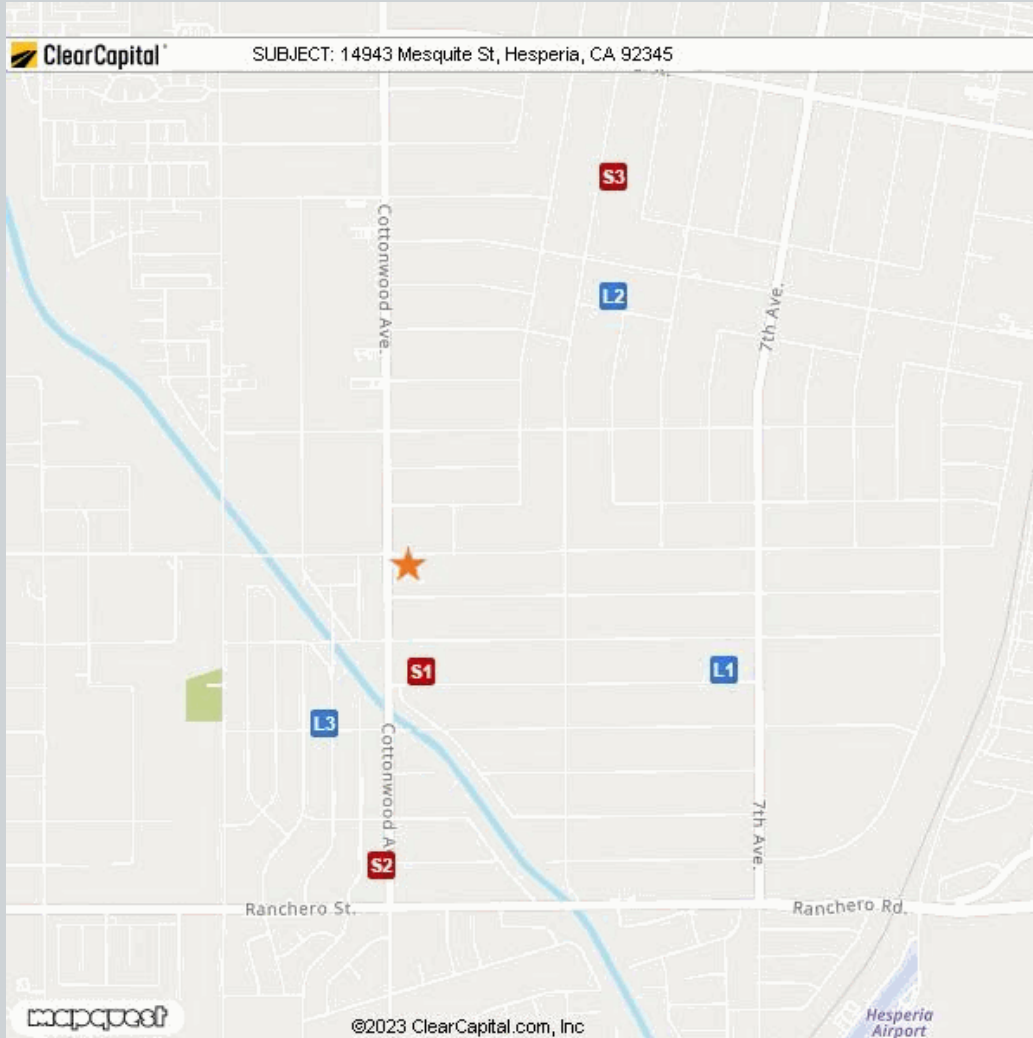 ClearCapital
SUBJECT: 14943 Mesquite St, Hesperia, CA 92345
S3
Cottonwood Ave.
L2
7th Ave.
S1
L1
L3
Cottonwood A
7th Ave.
S2
Ranchero St.
Ranchero Rd.
mapquest
©2023 ClearCapital.com, Inc
Hesperia
Airport